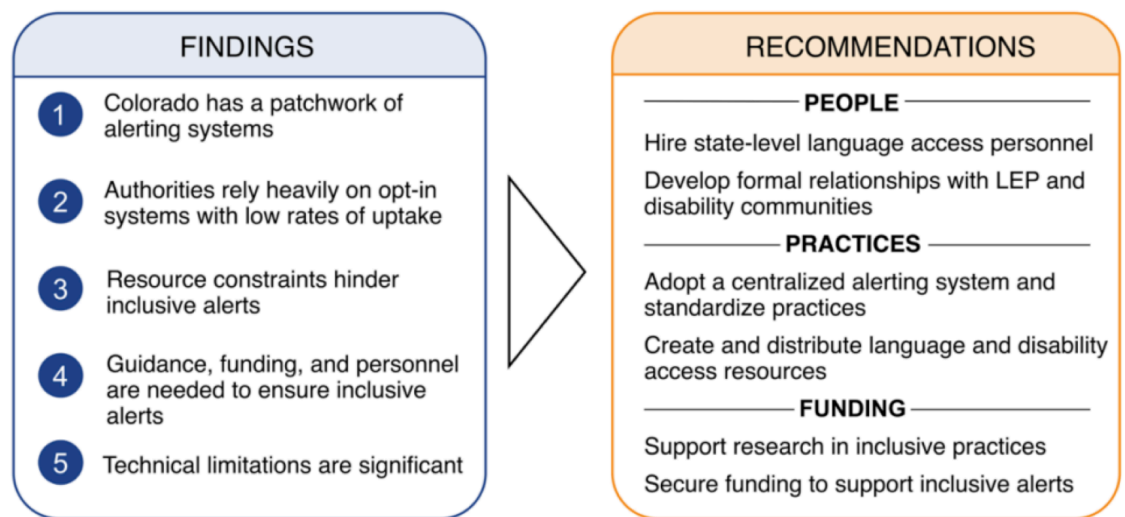 FINDINGS
1
Colorado has a patchwork of
alerting systems
2
Authorities rely heavily on opt-in
systems with low rates of uptake
3
Resource constraints hinder
inclusive alerts
4
Guidance, funding, and personnel
are needed to ensure inclusive
alerts
5
Technical limitations are significant
RECOMMENDATIONS
PEOPLE
Hire state-level language access personnel
Develop formal relationships with LEP and
disability communities
PRACTICES
Adopt a centralized alerting system and
standardize practices
Create and distribute language and disability
access resources
FUNDING
Support research in inclusive practices
Secure funding to support inclusive alerts